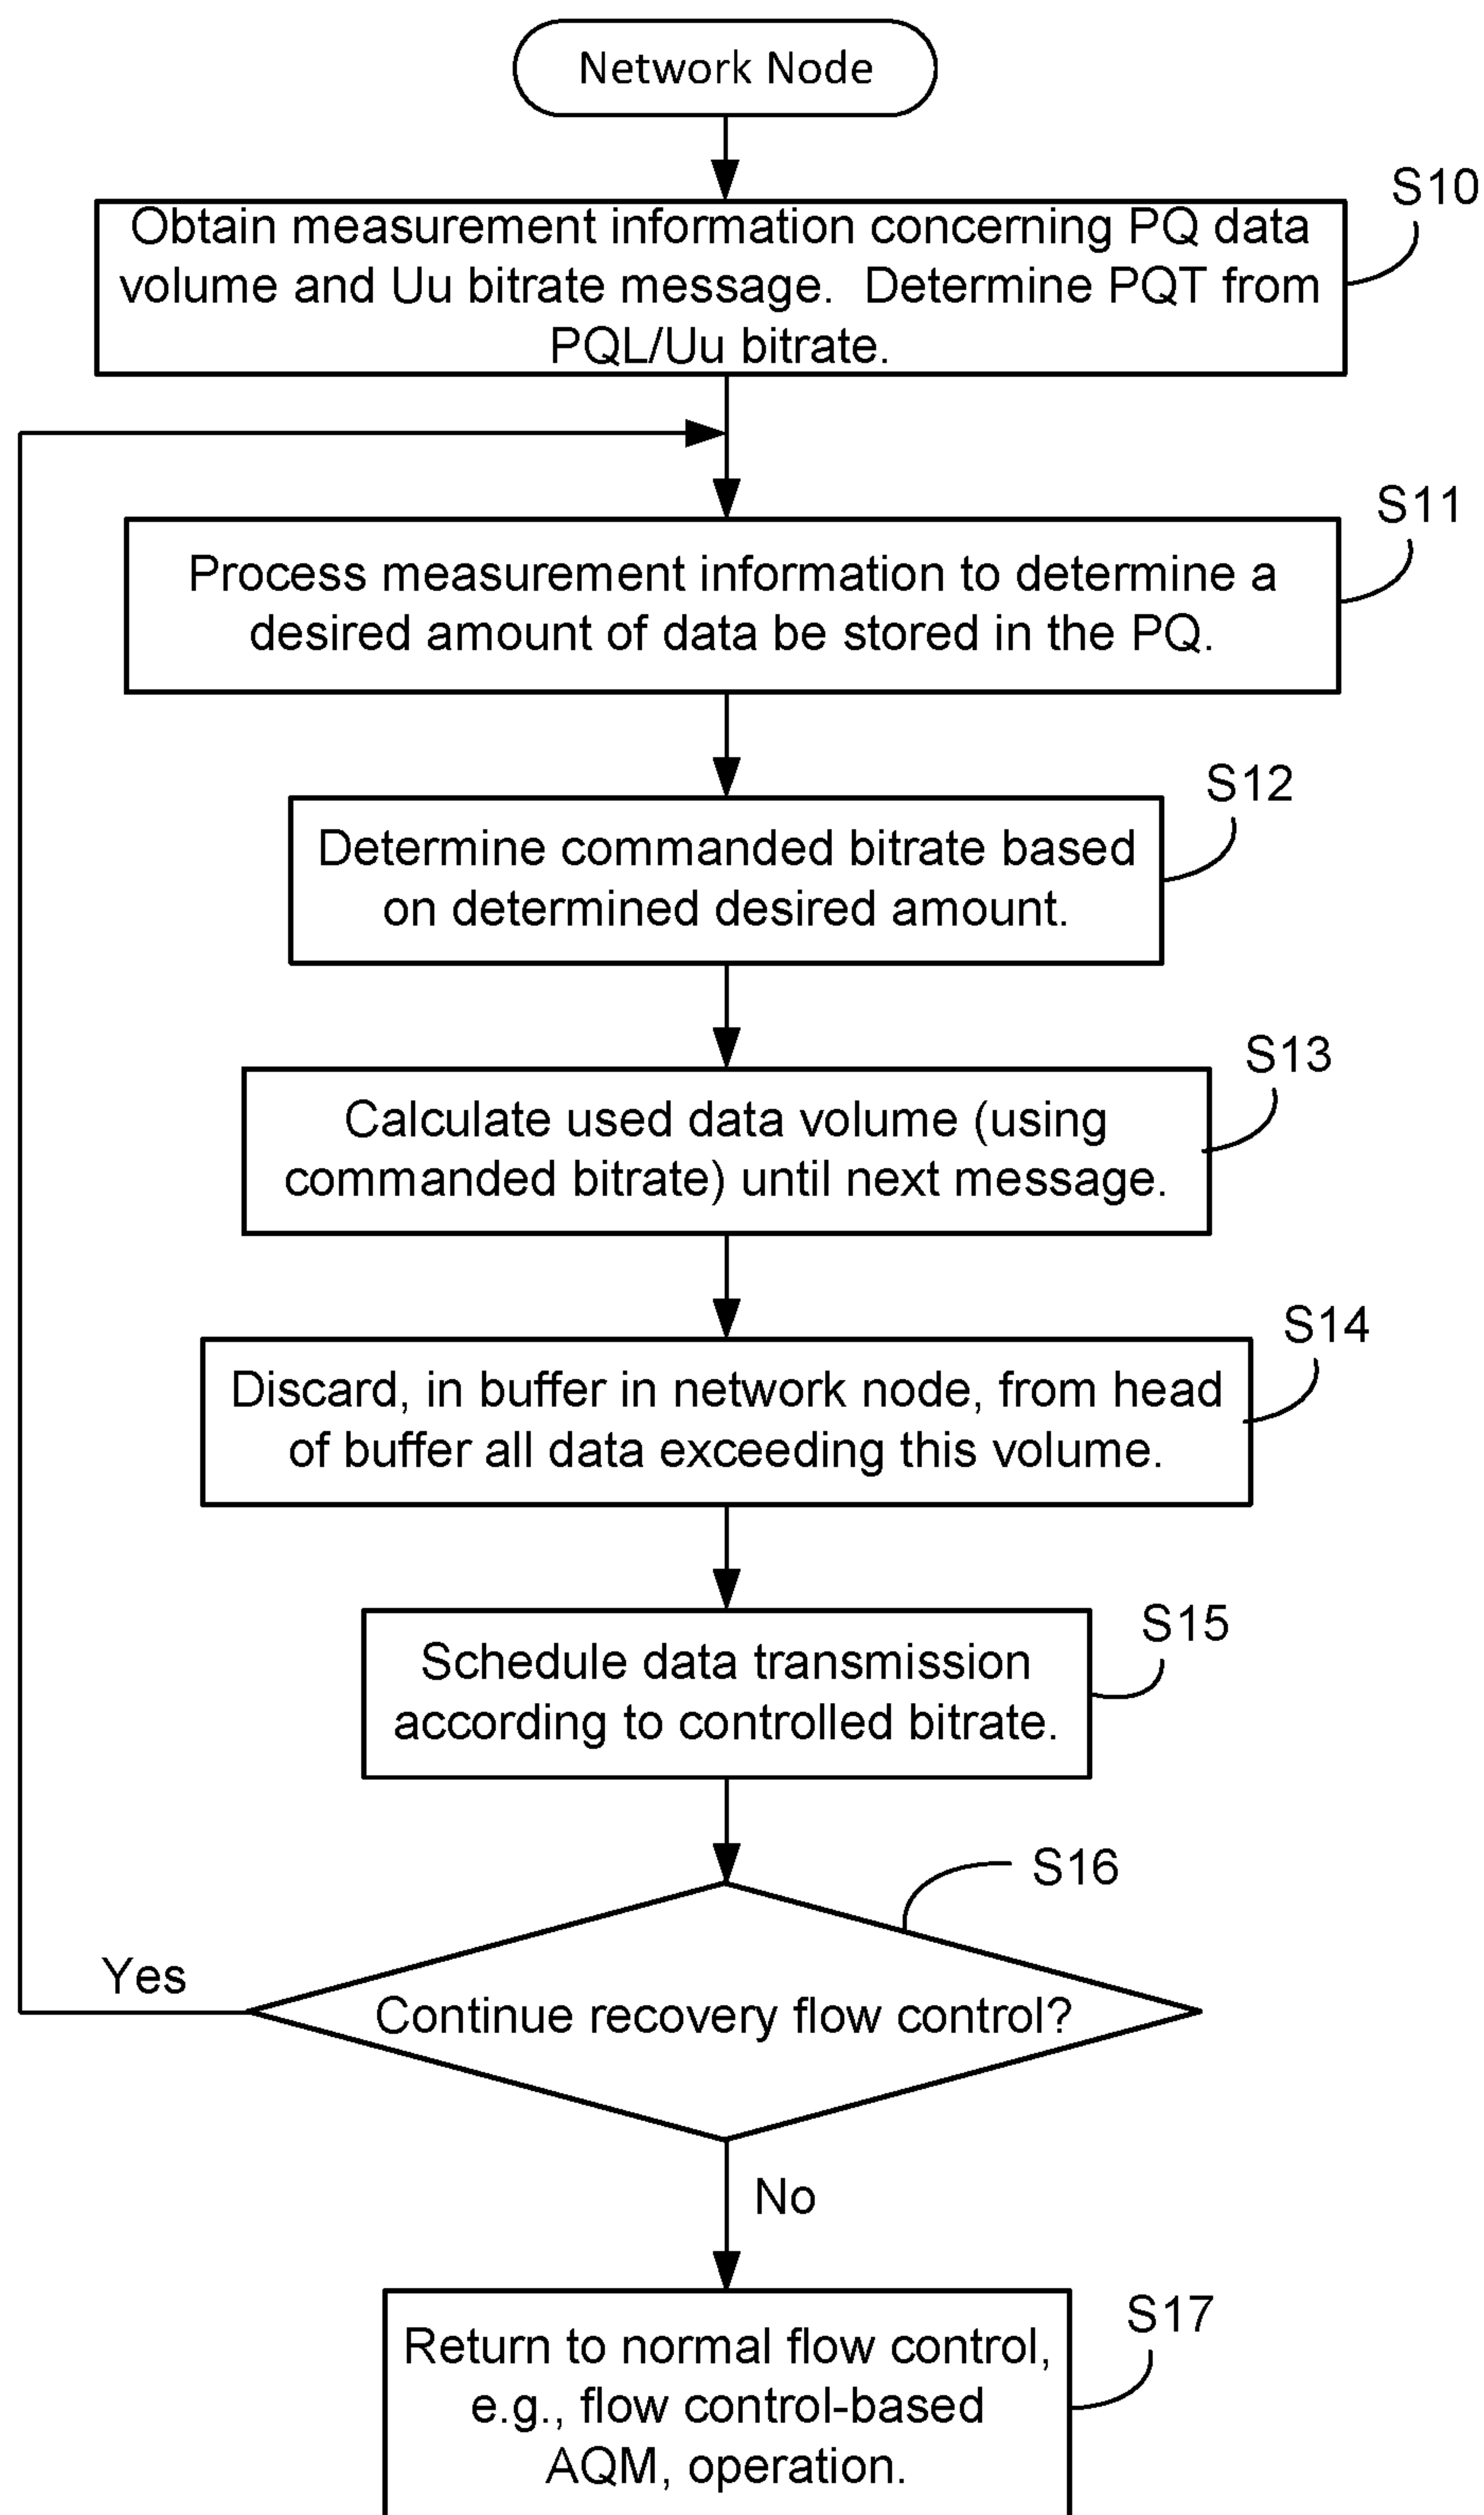 Network Node
S10
Obtain measurement information concerning PQ data
volume and Uu bitrate message. Determine PQT from
PQL/Uu bitrate.
S11
Process measurement information to determine a
desired amount of data be stored in the PQ.
S12
Determine commanded bitrate based
on determined desired amount.
S13
Calculate used data volume (using
commanded bitrate) until next message.
S14
Discard, in buffer in network node, from head
of buffer all data exceeding this volume.
S15
Schedule data transmission
according to controlled bitrate.
S16
Yes
Continue recovery flow control?
No
S17
Return to normal flow control,
e.g., flow control-based
AQM, operation.